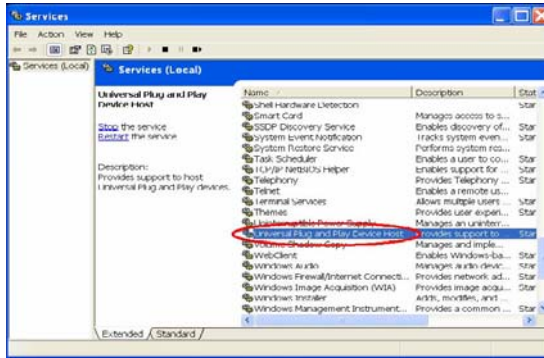 Services
File Action View Help
Services (Local)
Services (Local)
Universal Plug and Play
Device Host
Stop the service
Restart the service
Description:
Provides support to host
Universal Plug and Play devices.
Name Description Stat
Shell Hardware Detection Star
Smart Card Manages access to s...
SSDP Discovery Service Enables discovery of... Star
System Event Notification Tracks system even... Star
System Restore Service Performs system res...
Task Scheduler Enables a user to co... Star
TCP/IP NetBIOS Helper Enables support for ... Star
Telephony Provides Telephony ... Star
Telnet Enables a remote us...
Terminal Services Allows multiple users ... Star
Themes Provides user experi... Star
Uninterruptible Power Supply Manages an uninterr...
Universal Plug and Play Device Host Provides support to ... Star
Volume Shadow Copy Manages and imple...
WebClient Enables Windows-ba... Star
Windows Audio Manages audio devic... Star
Windows Firewall/Internet Connecti... Provides network ad... Star
Windows Image Acquisition (WIA) Provides image acqu... Star
Windows Installer Adds, modifies, and ...
Windows Management Instrument... Provides a common ... Star
Extended Standard